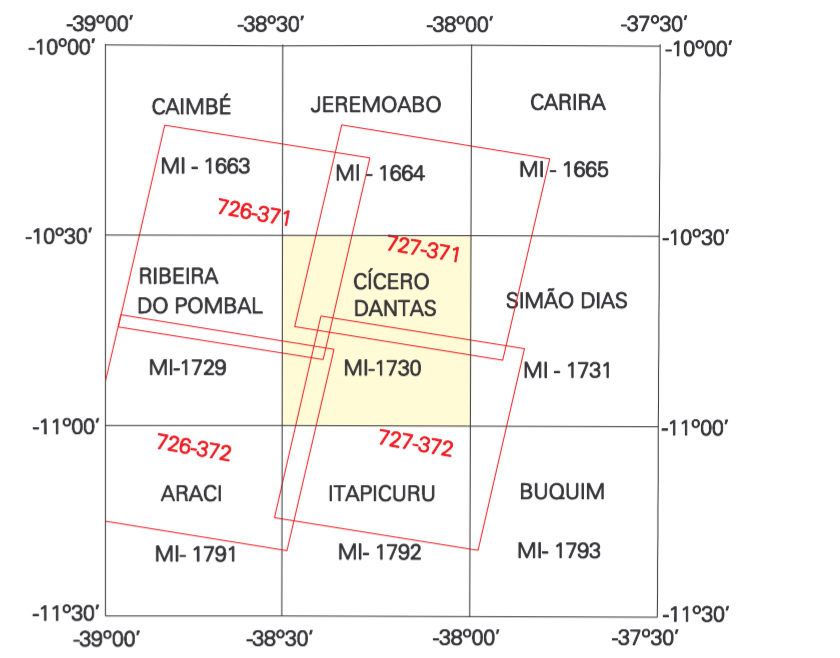 -39º00′ -38º30′ -38º00′ -37º30′
-10º00′ -10º00′
CAIMBÉ JEREMOABO CARIRA
MI - 1663 MI - 1664 MI - 1665
726-371
-10º30′ 727-371 -10º30′
RIBEIRA
DO POMBAL
CÍCERO
DANTAS
SIMÃO DIAS
MI-1729 MI-1730 MI - 1731
-11º00′ -11º00′
726-372 727-372
ARACI ITAPICURU BUQUIM
MI- 1791 MI- 1792 MI- 1793
-11º30′ -11º30′
-39º00′ -38º30′ -38º00′ -37º30′